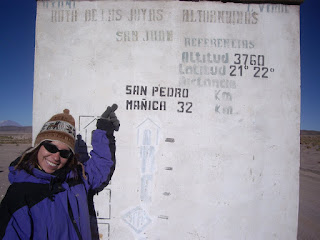 RUTA DE LAS JOYAS ALTOANDINAS
SAN JUAN
REFERENCIAS
Altitud 3760
Latitud 21° 22°
Distancia
SAN PEDRO Km
MAÑICA 32 Km